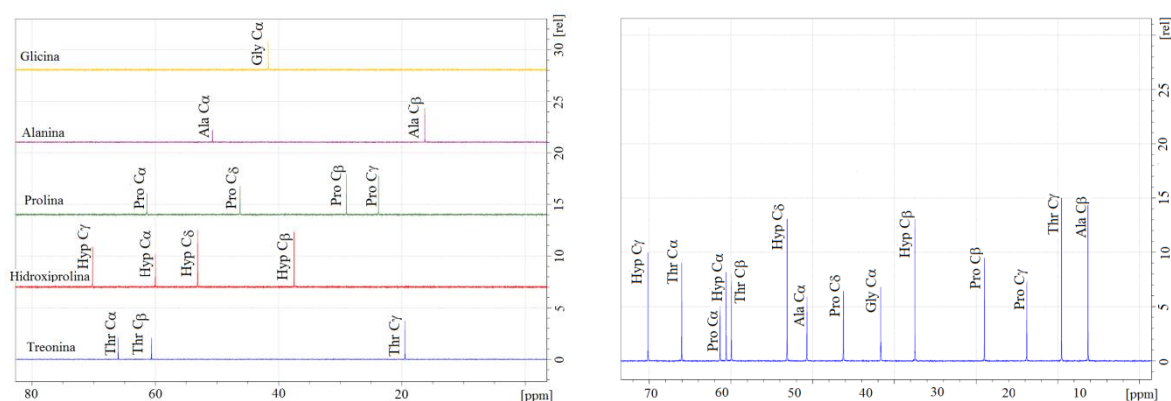 Glicina
Gly Cα
Alanina
Ala Cα
Ala Cβ
Prolina
Pro Cα
Pro Cδ
Pro Cβ
Pro Cγ
Hidroxiprolina
Hyp Cγ
Hyp Cα
Hyp Cδ
Hyp Cβ
Treonina
Thr Cα
Thr Cβ
Thr Cγ
80 60 40 20 [ppm]
[rel]
30
25
20
15
10
5
0
Hyp Cγ
Thr Cα
Pro Cα
Hyp Cα
Thr Cβ
Hyp Cδ
Ala Cα
Pro Cδ
Gly Cα
Hyp Cβ
Pro Cβ
Pro Cγ
Thr Cγ
Ala Cβ
70 60 50 40 30 20 10 [ppm]
[rel]
30
25
20
15
10
5
0